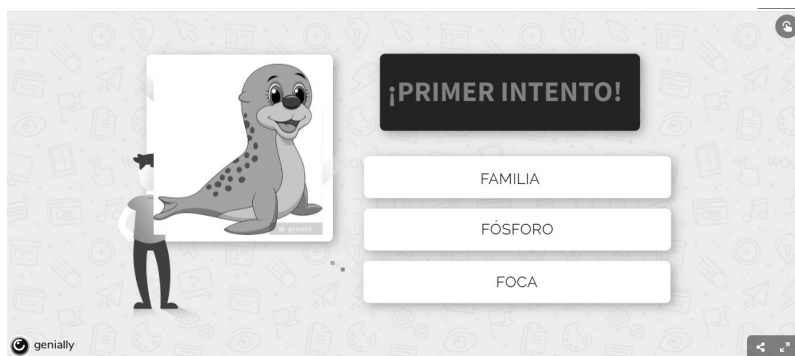 ¡PRIMER INTENTO!
FAMILIA
FÓSFORO
FOCA
genially